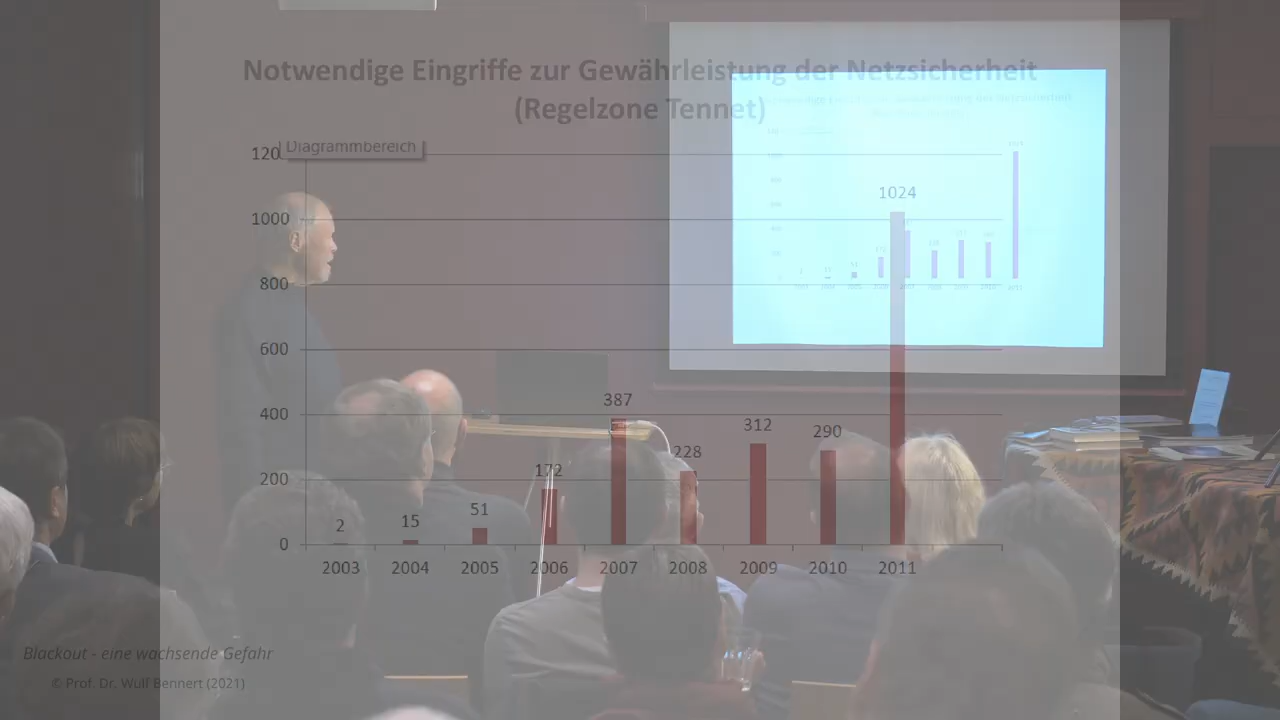 Notwendige Eingriffe zur Gewährleistung der Netzsicherheit
(Regelzone Tennet)
Diagrammbereich
120
1000
800
600
400
200
0
2
15
51
172
387
228
312
290
1024
2003 2004 2005 2006 2007 2008 2009 2010 2011
Blackout - eine wachsende Gefahr
© Prof. Dr. Wulf Bennert (2021)